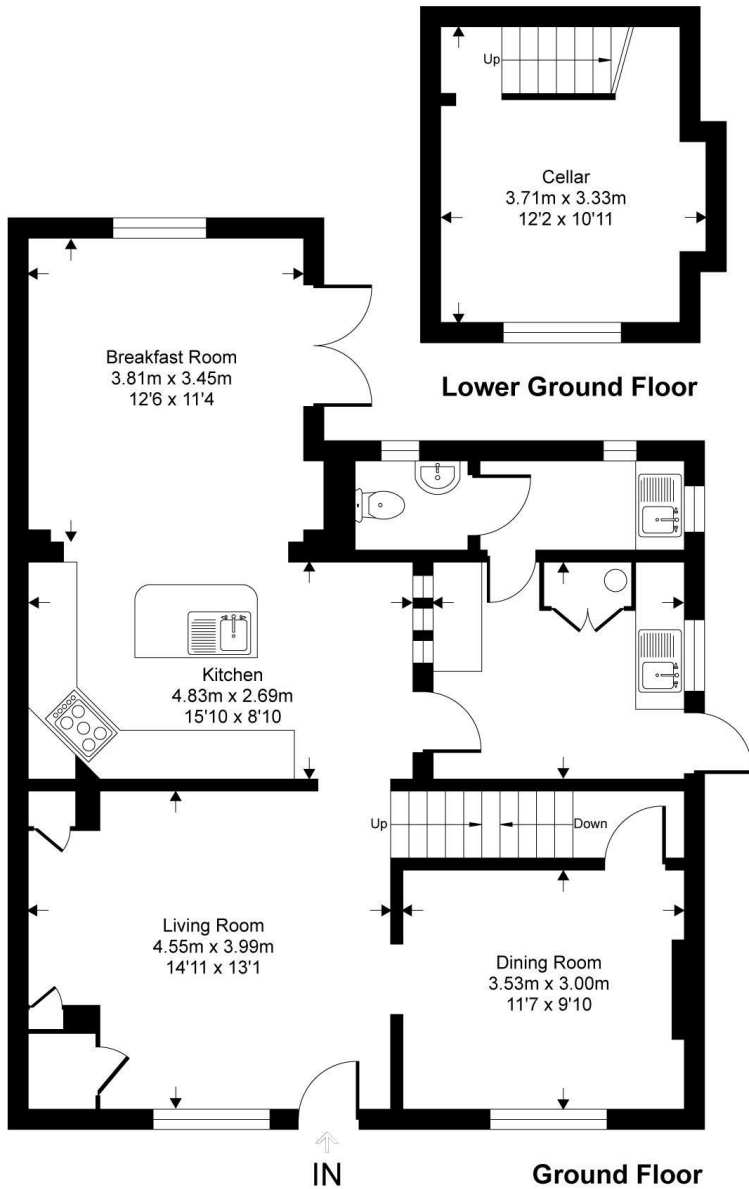 Up
Cellar
3.71m x 3.33m
12'2 x 10'11
Lower Ground Floor
Breakfast Room
3.81m x 3.45m
12'6 x 11'4
Kitchen
4.83m x 2.69m
15'10 x 8'10
Up
Down
Living Room
4.55m x 3.99m
14'11 x 13'1
Dining Room
3.53m x 3.00m
11'7 x 9'10
IN
Ground Floor